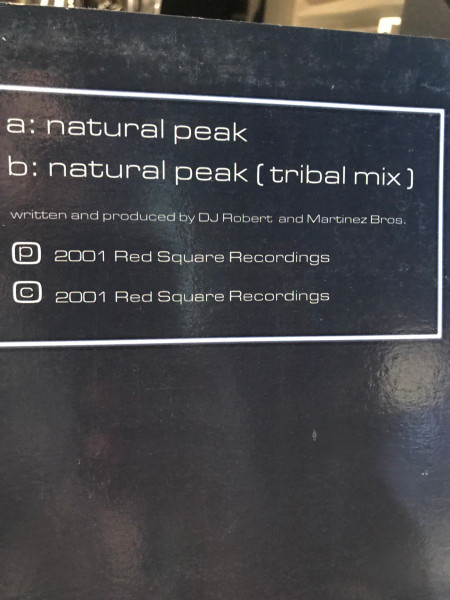 a: natural peak
b: natural peak ( tribal mix )
written and produced by DJ Robert and Martinez Bros.
℗ 2001 Red Square Recordings
© 2001 Red Square Recordings